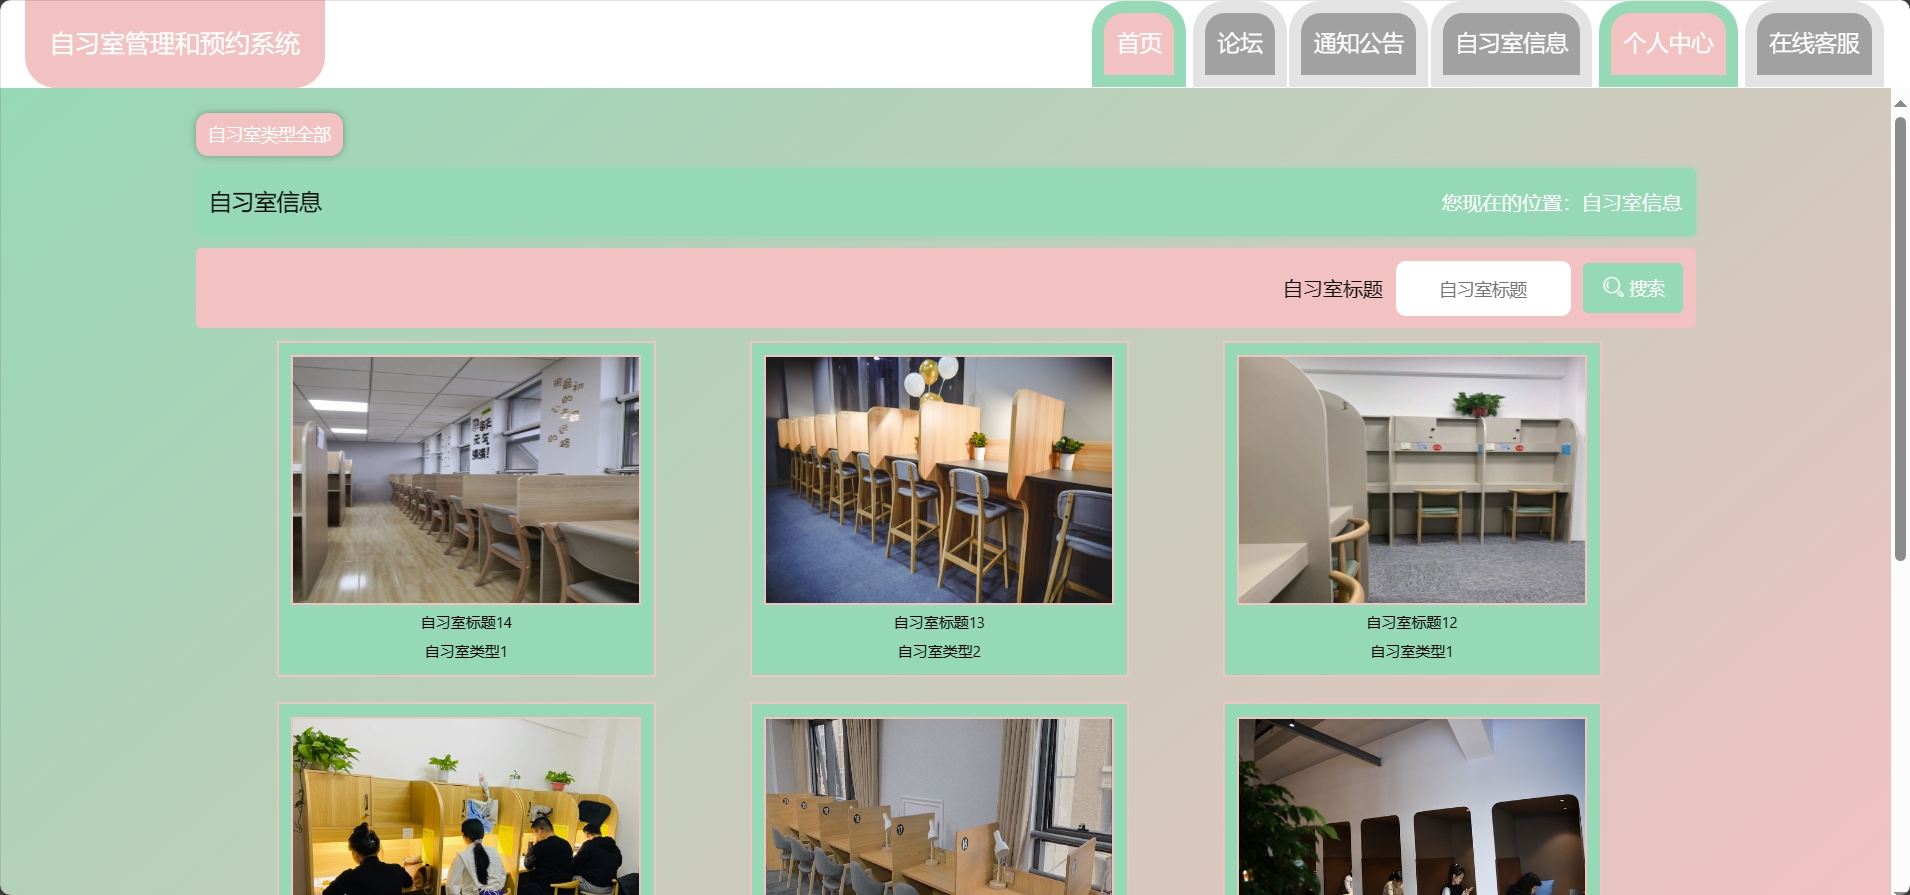 自习室管理和预约系统
首页
论坛
通知公告
自习室信息
个人中心
在线客服
自习室类型全部
自习室信息
您现在的位置：自习室信息
自习室标题
自习室标题
搜索
自习室标题14
自习室类型1
自习室标题13
自习室类型2
自习室标题12
自习室类型1